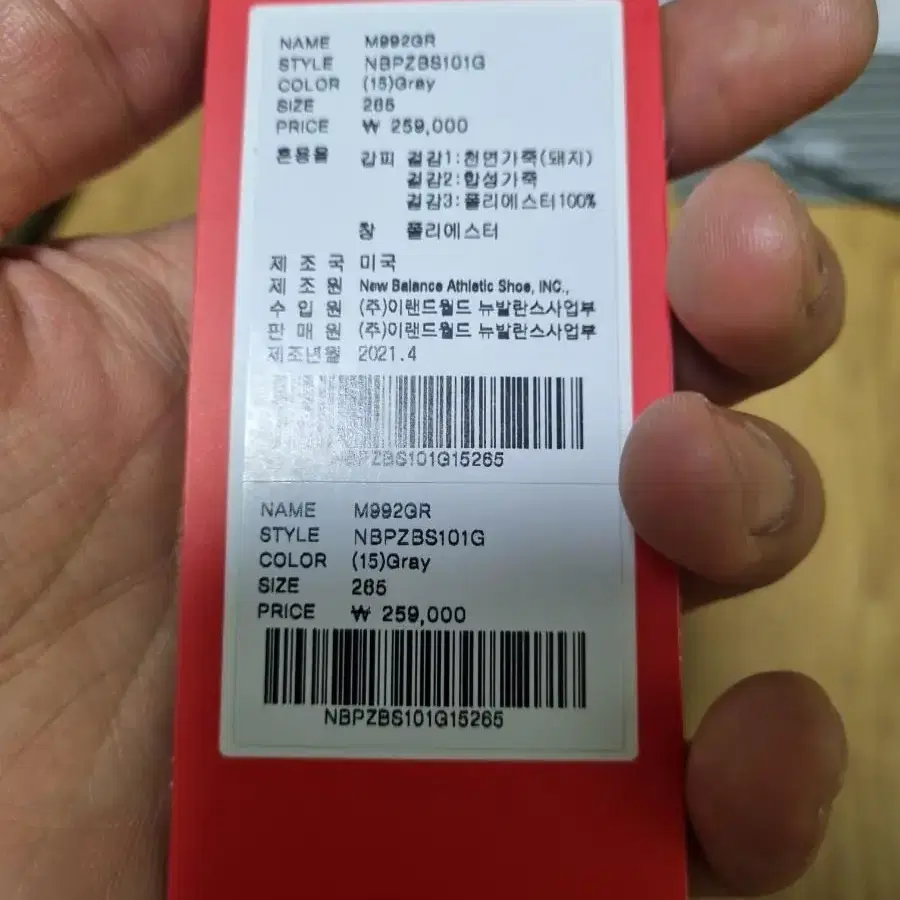 NAME M992GR
STYLE NBPZBS101G
COLOR (15)Gray
SIZE 265
PRICE ₩ 259,000
혼용율 갑피 겉감1:천연가죽(돼지)
겉감2:합성가죽
겉감3:폴리에스터100%
창 폴리에스터
제 조 국 미국
제 조 원 New Balance Athletic Shoe, INC.,
수 입 원 (주)이랜드월드 뉴발란스사업부
판 매 원 (주)이랜드월드 뉴발란스사업부
제조년월 2021.4
NBPZBS101G15265
NAME M992GR
STYLE NBPZBS101G
COLOR (15)Gray
SIZE 265
PRICE ₩ 259,000
NBPZBS101G15265